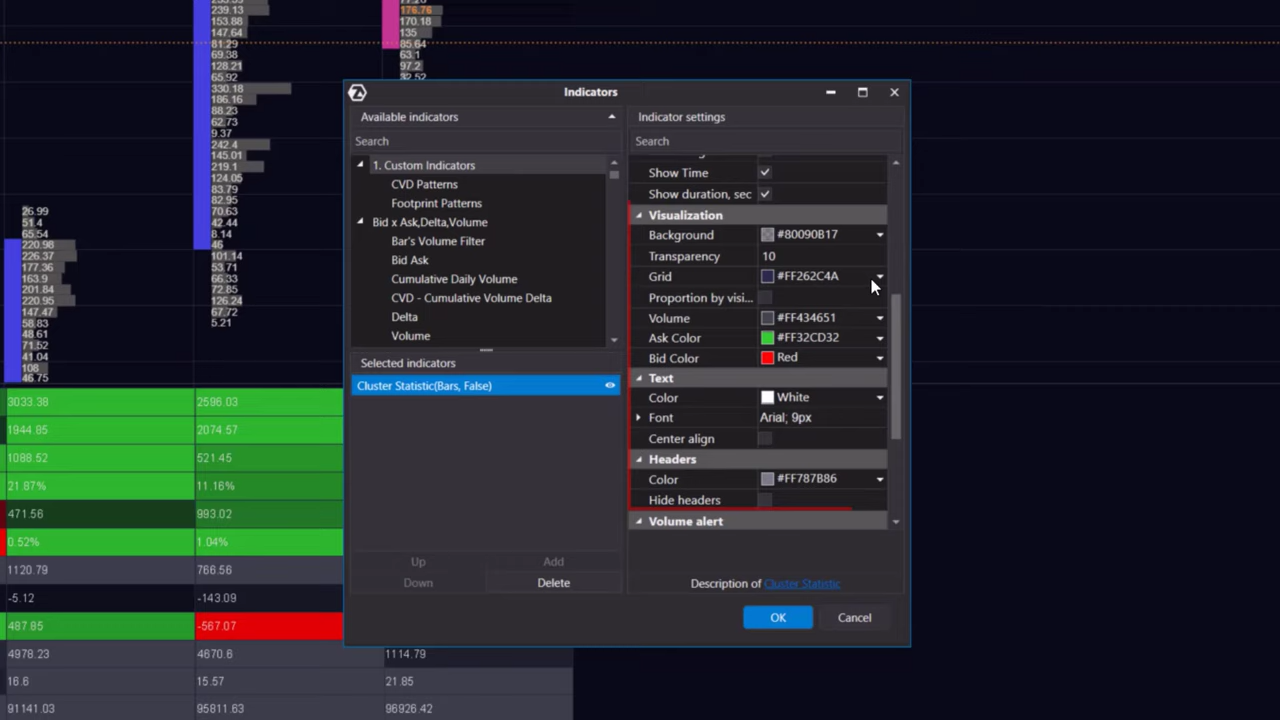 239.13
153.88
147.64
81.29
69.38
128.21
65.92
330.18
186.16
88.23
62.73
9.37
242.4
145.01
219.1
124.05
83.79
82.95
70.63
42.44
8.14
46
101.14
53.71
66.33
72.85
126.24
67.72
5.21
176.76
170.18
135
85.64
63.1
97.2
32.52
26.99
51.4
65.54
220.98
226.37
177.36
163.9
201.84
220.95
147.47
58.83
48.61
71.52
41.04
108
46.75
Indicators
Available indicators
Search
1. Custom Indicators
CVD Patterns
Footprint Patterns
Bid x Ask,Delta,Volume
Bar's Volume Filter
Bid Ask
Cumulative Daily Volume
CVD - Cumulative Volume Delta
Delta
Volume
Selected indicators
Cluster Statistic(Bars, False)
Up Add
Down Delete
Indicator settings
Search
Show Time
Show duration, sec
Visualization
Background #80090B17
Transparency 10
Grid #FF262C4A
Proportion by visi...
Volume #FF434651
Ask Color #FF32CD32
Bid Color Red
Text
Color White
Font Arial; 9px
Center align
Headers
Color #FF787B86
Hide headers
Volume alert
Description of Cluster Statistic
OK Cancel
3033.38 2596.03
1944.85 2074.57
1088.52 521.45
21.87% 11.16%
471.56 993.02
0.52% 1.04%
1120.79 766.56
-5.12 -143.09
487.85 -567.07
4978.23 4670.6 1114.79
16.6 15.57 21.85
91141.03 95811.63 96926.42